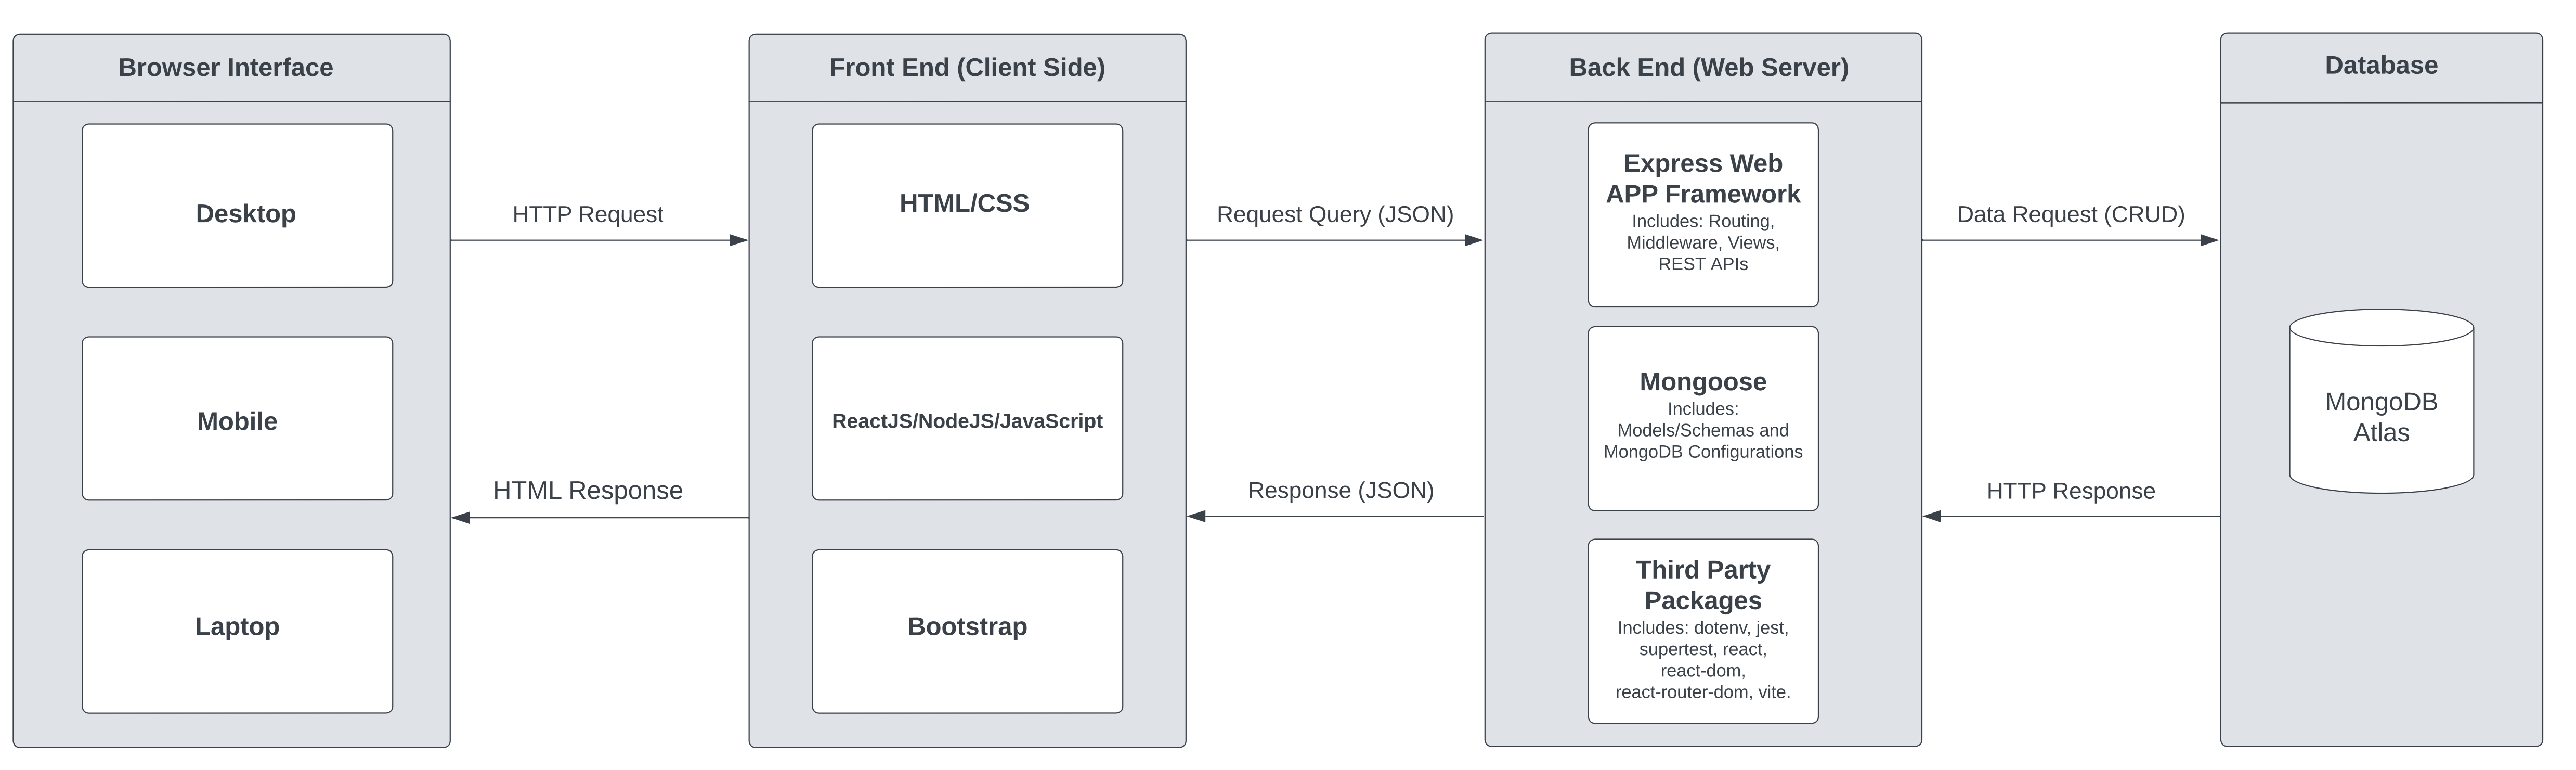 Browser Interface
Desktop
Mobile
Laptop
HTTP Request
HTML Response
Front End (Client Side)
HTML/CSS
ReactJS/NodeJS/JavaScript
Bootstrap
Request Query (JSON)
Response (JSON)
Back End (Web Server)
Express Web
APP Framework
Includes: Routing,
Middleware, Views,
REST APIs
Mongoose
Includes:
Models/Schemas and
MongoDB Configurations
Third Party
Packages
Includes: dotenv, jest,
supertest, react,
react-dom,
react-router-dom, vite.
Data Request (CRUD)
HTTP Response
Database
MongoDB
Atlas